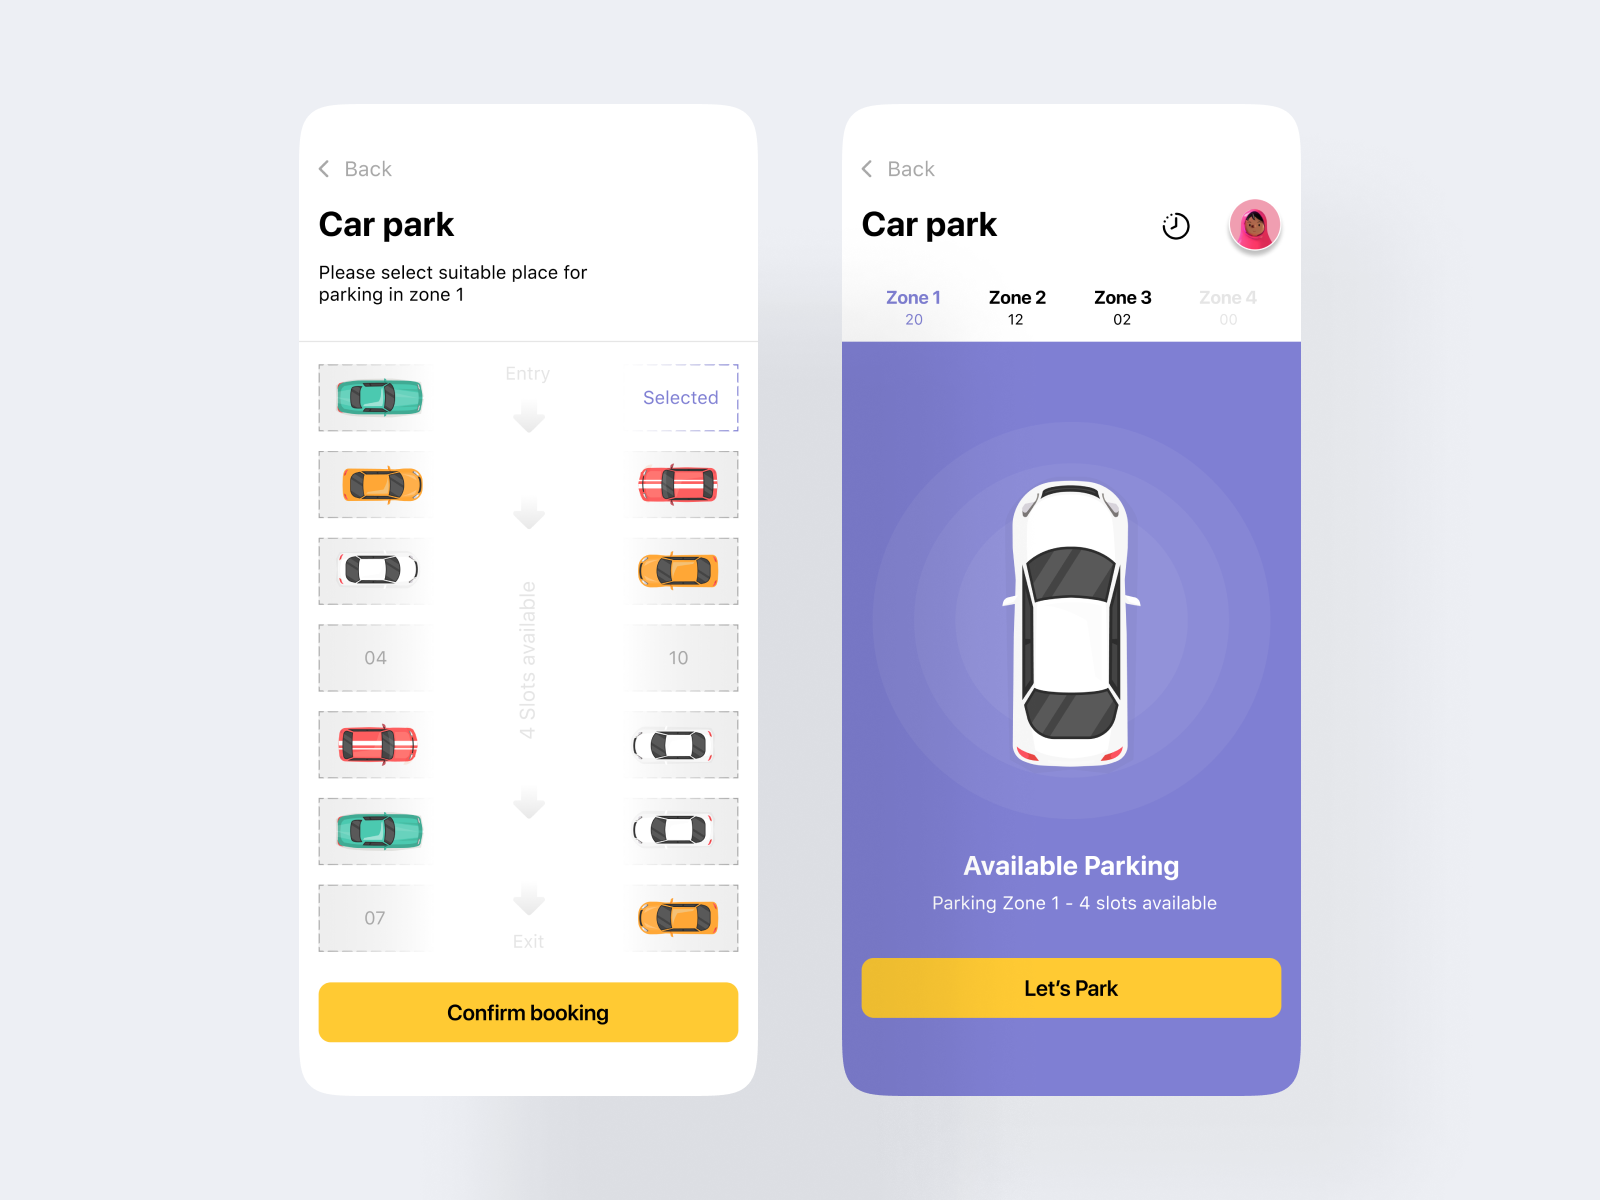 Back
Car park
Please select suitable place for
parking in zone 1
Entry
Selected
04
10
4 Slots available
07
Exit
Confirm booking
Back
Car park
Zone 1
Zone 2
Zone 3
Zone 4
20
12
02
00
Available Parking
Parking Zone 1 - 4 slots available
Let's Park